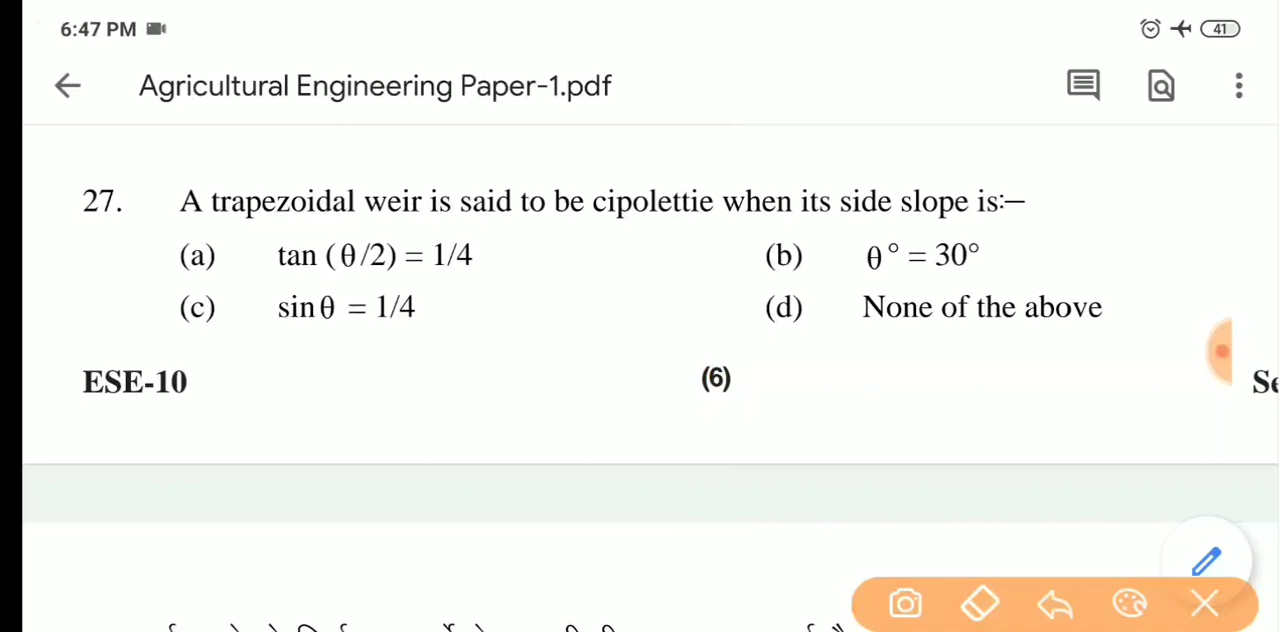 6:47 PM 41
Agricultural Engineering Paper-1.pdf
27. A trapezoidal weir is said to be cipolettie when its side slope is:–
(a) tan (θ/2) = 1/4 (b) θ° = 30°
(c) sinθ = 1/4 (d) None of the above
ESE-10 (6)